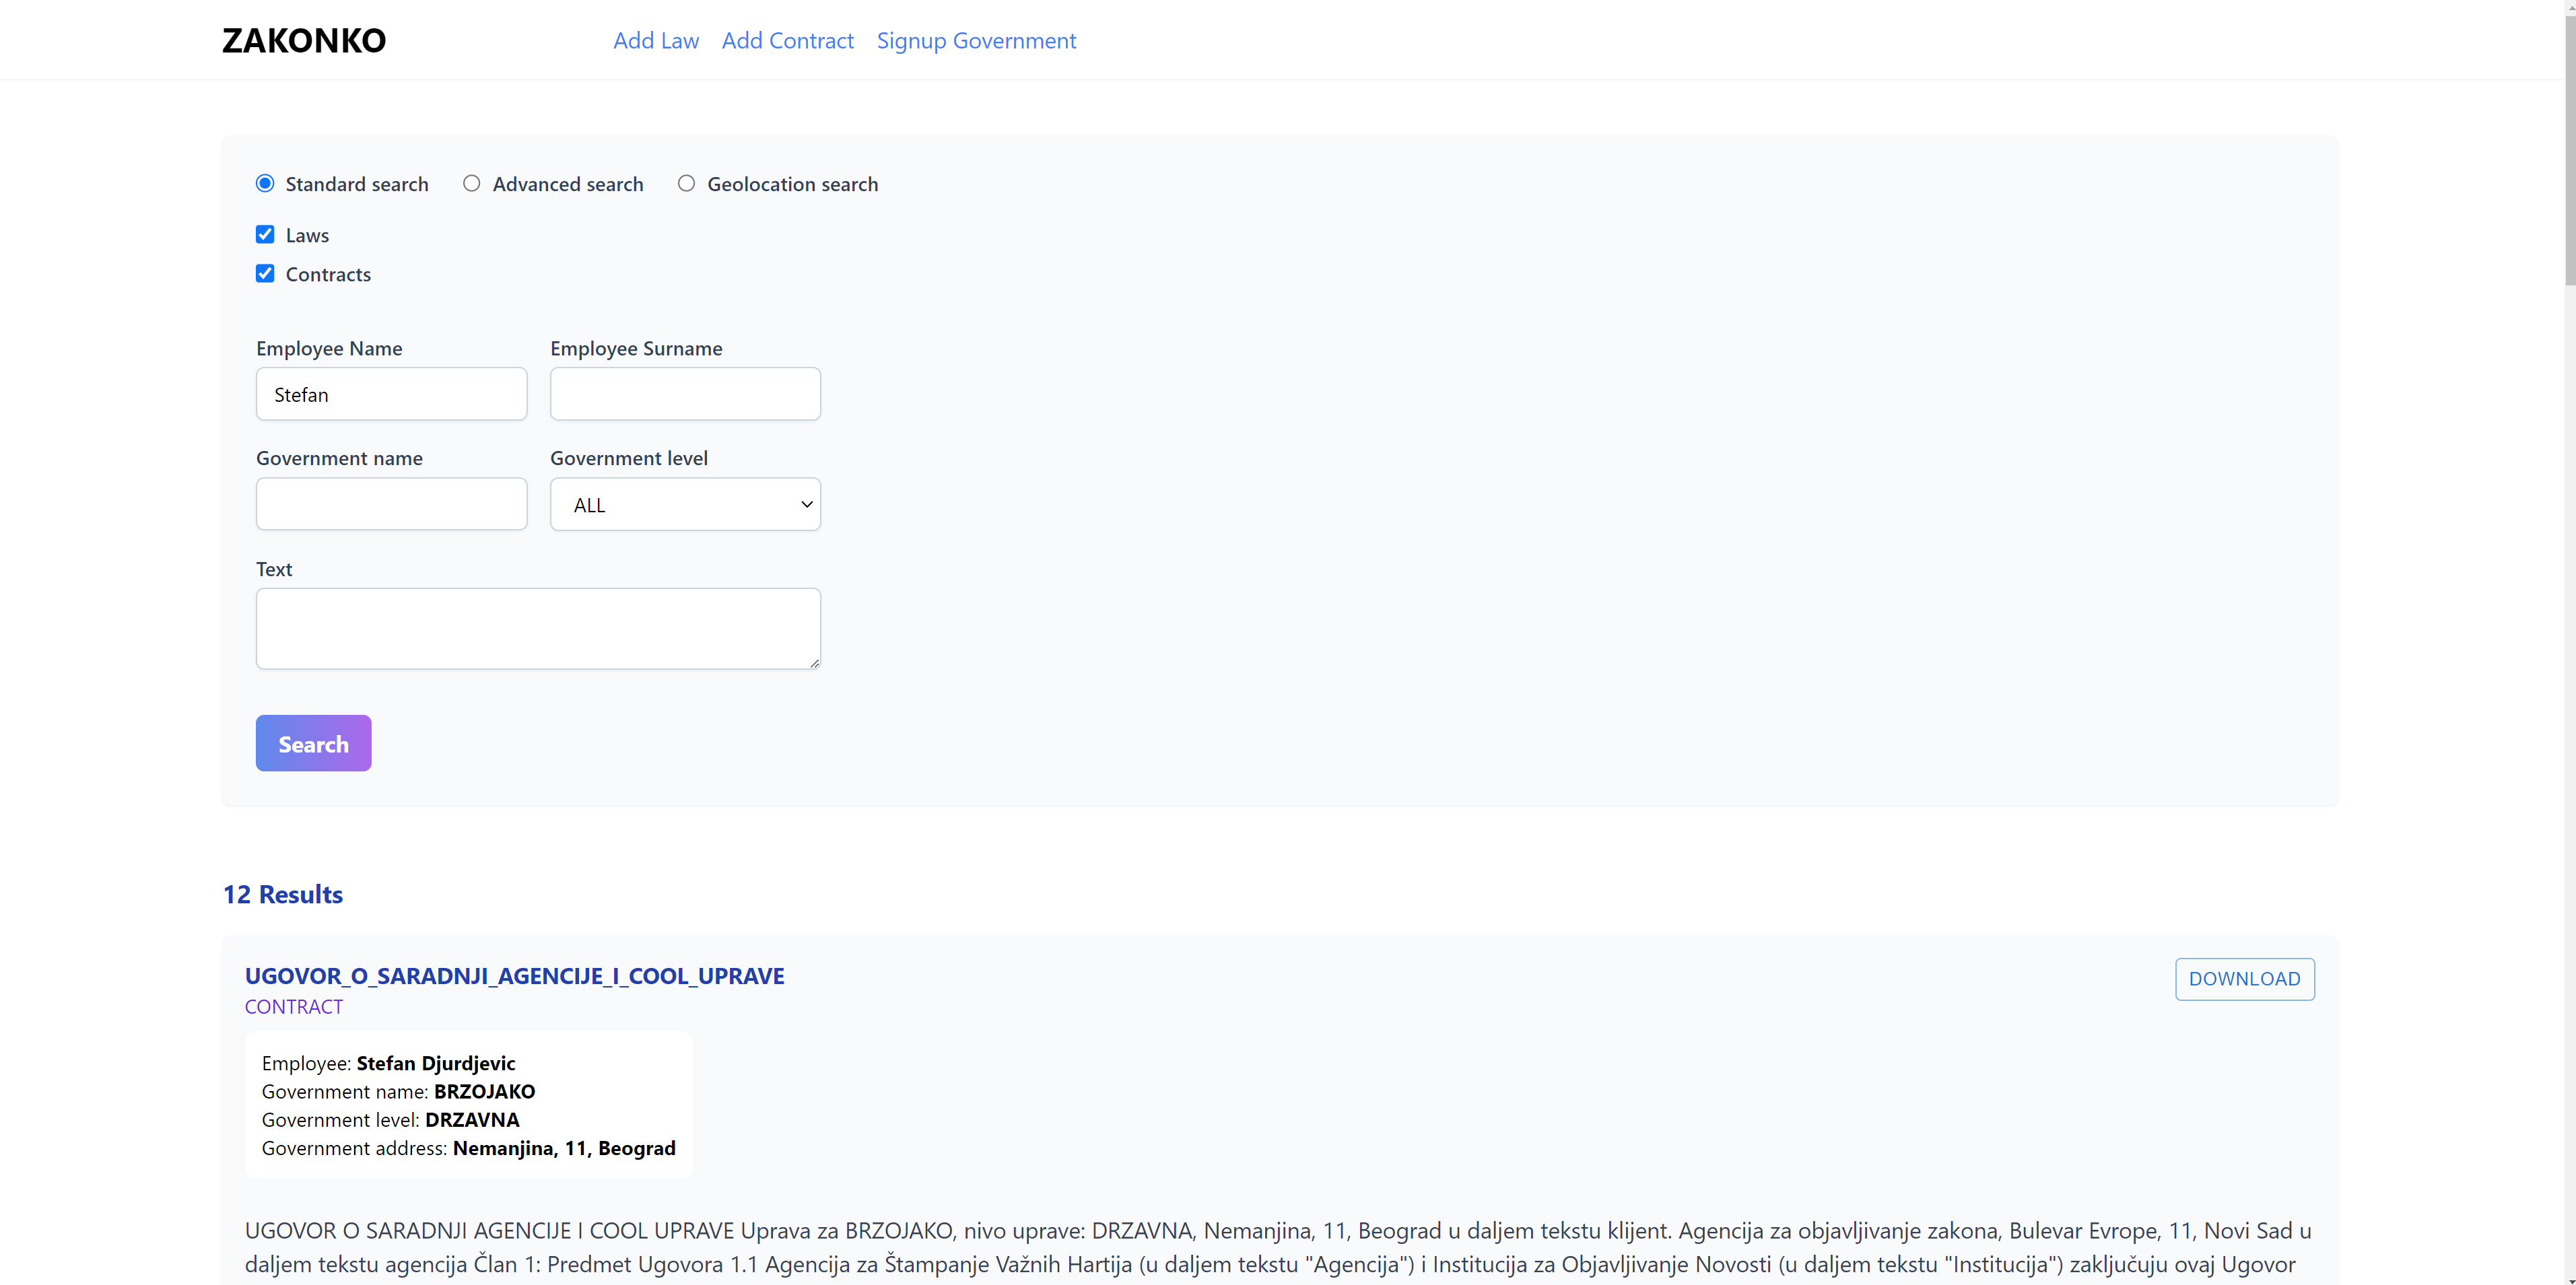 ZAKONKO
Add Law Add Contract Signup Government
Standard search Advanced search Geolocation search
Laws
Contracts
Employee Name Employee Surname
Stefan
Government name Government level
ALL
Text
Search
12 Results
UGOVOR_O_SARADNJI_AGENCIJE_I_COOL_UPRAVE
DOWNLOAD
CONTRACT
Employee: Stefan Djurdjevic
Government name: BRZOJAKO
Government level: DRZAVNA
Government address: Nemanjina, 11, Beograd
UGOVOR O SARADNJI AGENCIJE I COOL UPRAVE Uprava za BRZOJAKO, nivo uprave: DRZAVNA, Nemanjina, 11, Beograd u daljem tekstu klijent. Agencija za objavljivanje zakona, Bulevar Evrope, 11, Novi Sad u
daljem tekstu agencija Član 1: Predmet Ugovora 1.1 Agencija za Štampanje Važnih Hartija (u daljem tekstu "Agencija") i Institucija za Objavljivanje Novosti (u daljem tekstu "Institucija") zaključuju ovaj Ugovor